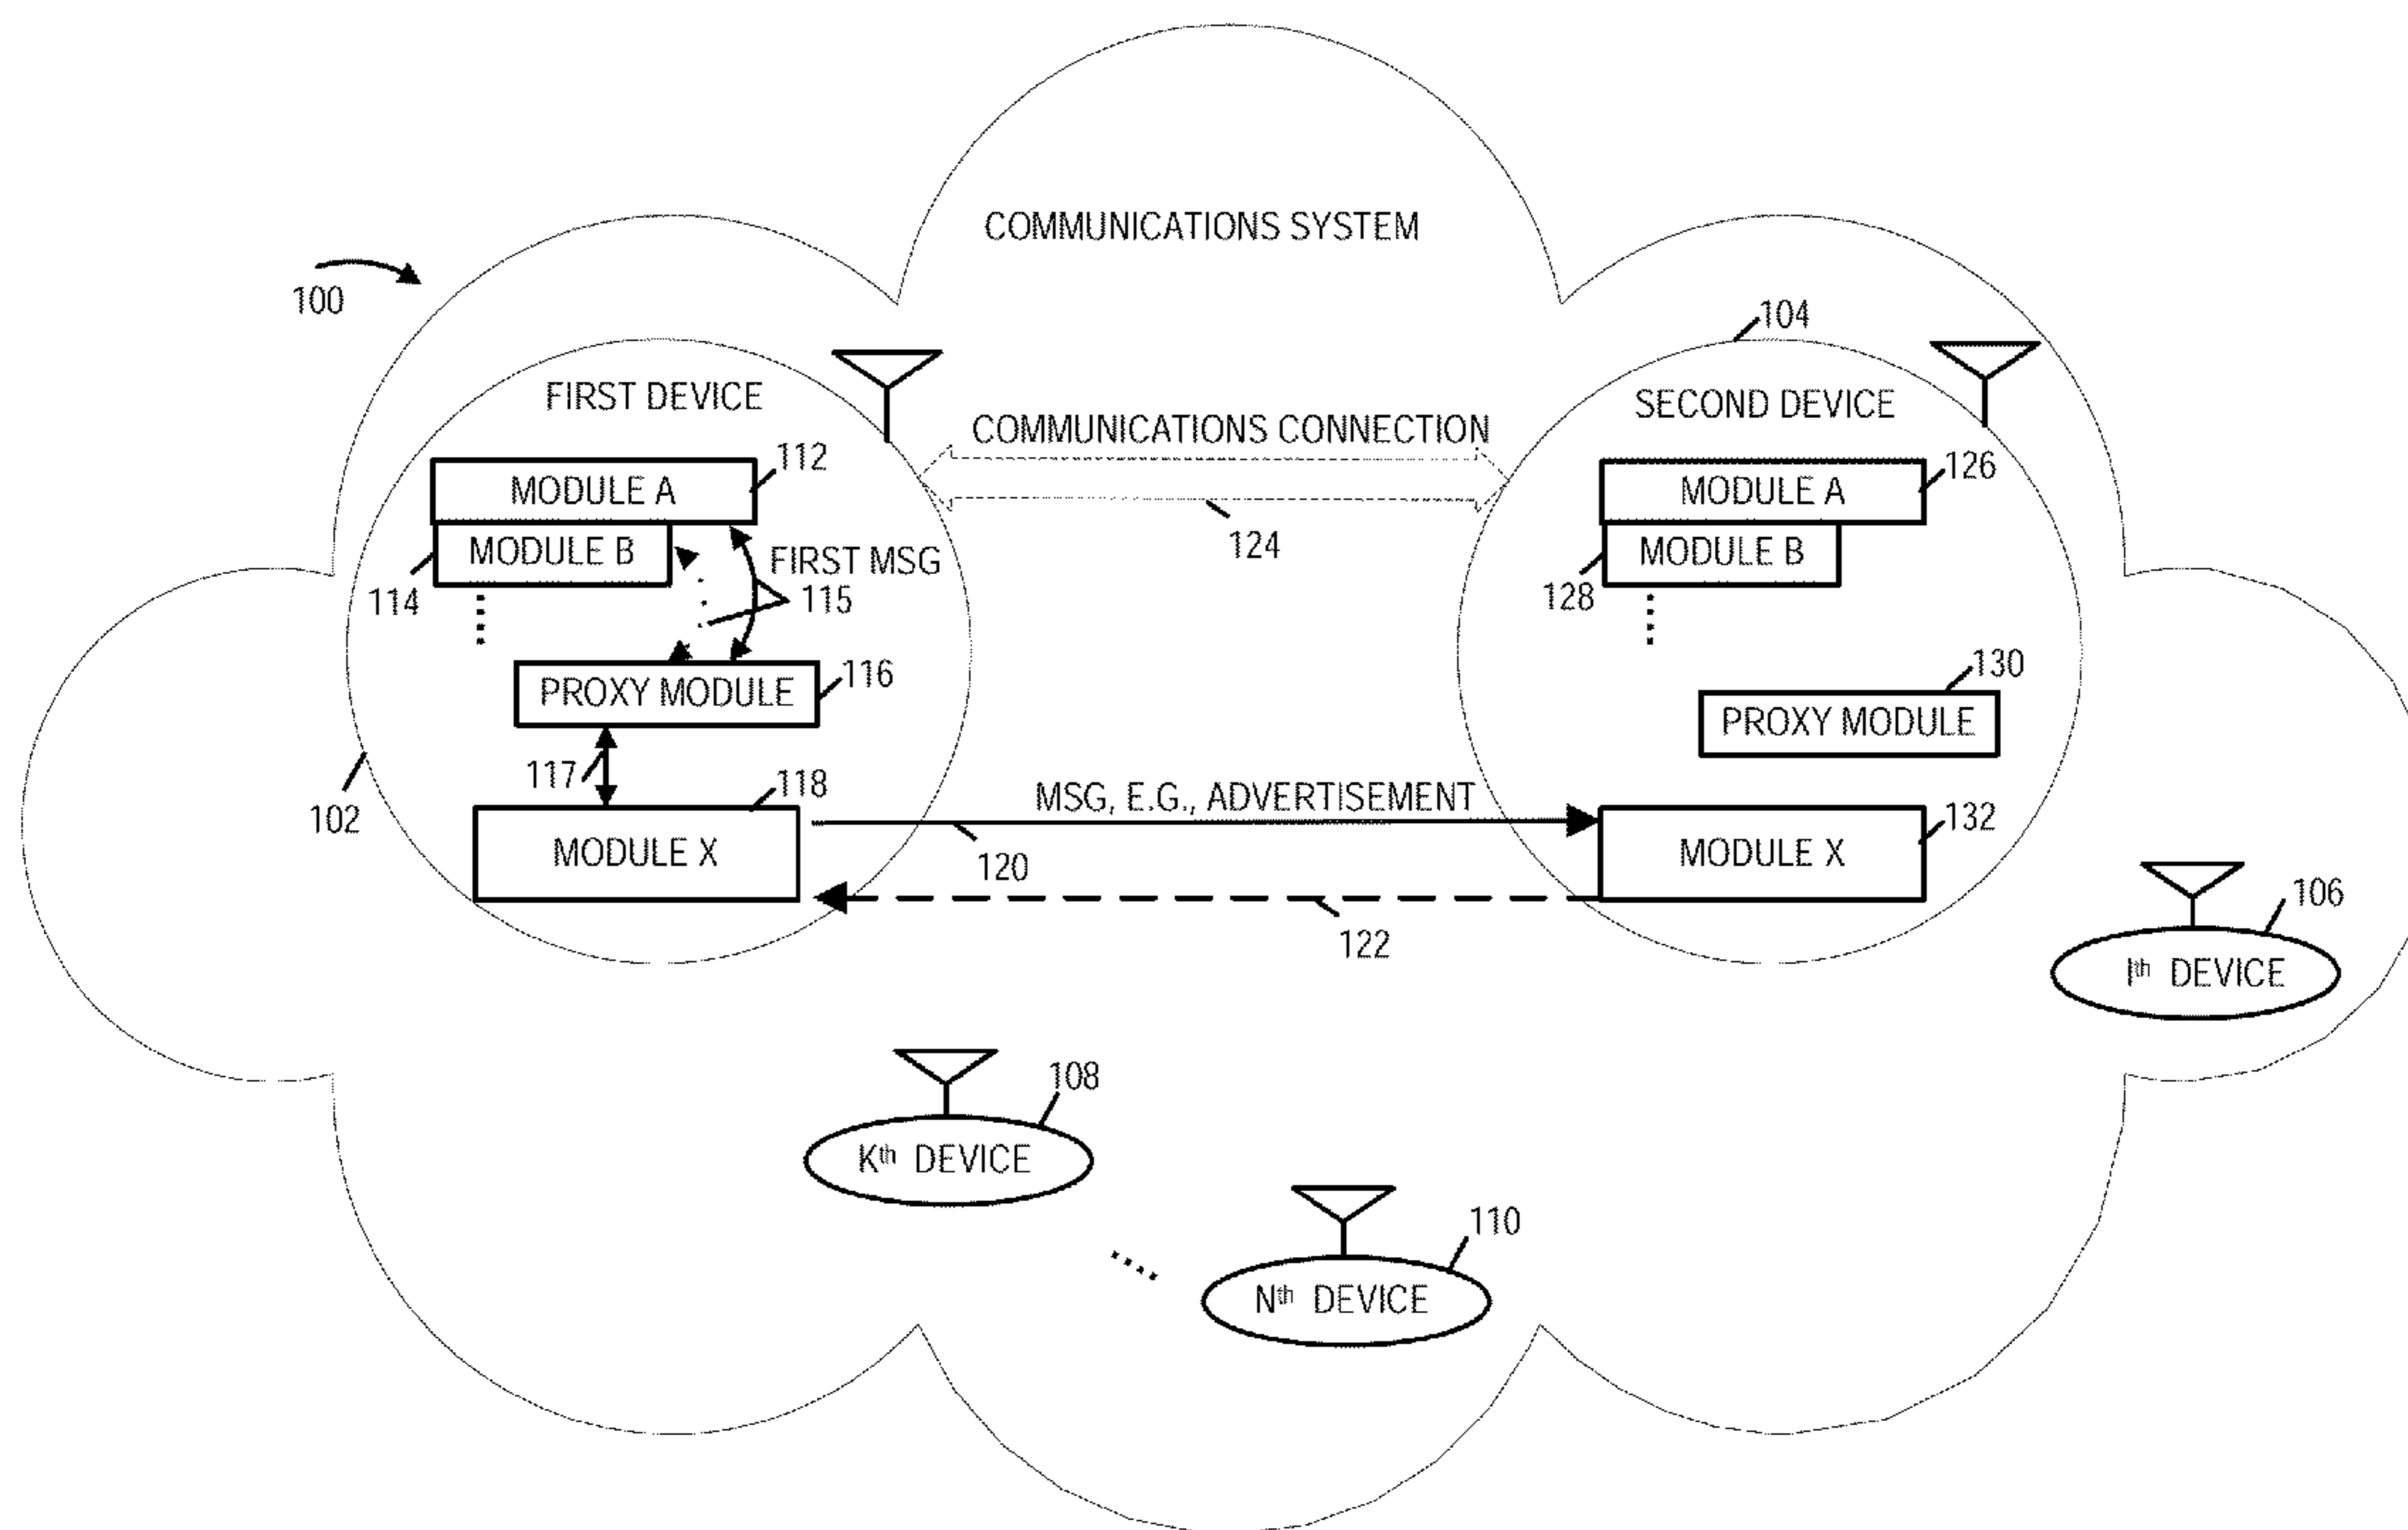 COMMUNICATIONS SYSTEM
100
104
FIRST DEVICE
SECOND DEVICE
COMMUNICATIONS CONNECTION
112
126
MODULE A
MODULE A
124
MODULE B
MODULE B
FIRST MSG
114
115
128
130
PROXY MODULE
116
PROXY MODULE
117
118
MSG, E.G., ADVERTISEMENT
132
102
MODULE X
120
MODULE X
122
106
Ith DEVICE
108
Kth DEVICE
110
Nth DEVICE